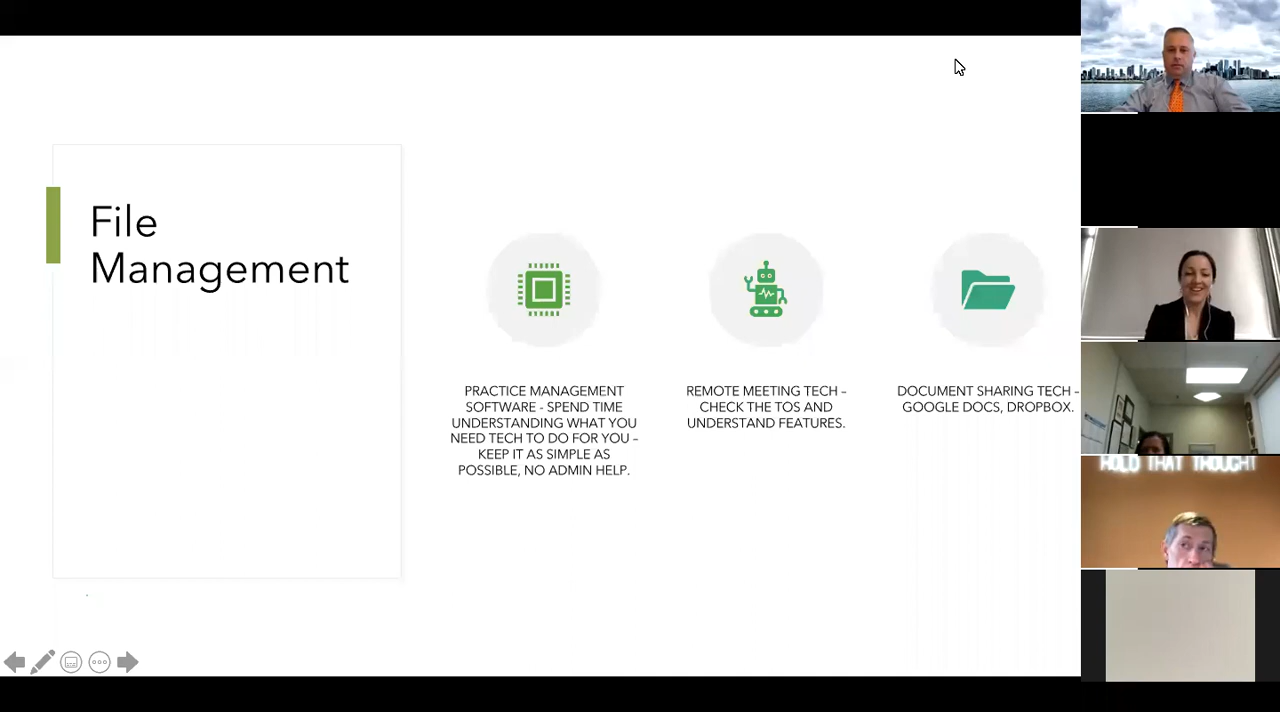 File
Management
PRACTICE MANAGEMENT
SOFTWARE - SPEND TIME
UNDERSTANDING WHAT YOU
NEED TECH TO DO FOR YOU –
KEEP IT AS SIMPLE AS
POSSIBLE, NO ADMIN HELP.
REMOTE MEETING TECH –
CHECK THE TOS AND
UNDERSTAND FEATURES.
DOCUMENT SHARING TECH –
GOOGLE DOCS, DROPBOX.
HOLD THAT THOUGHT